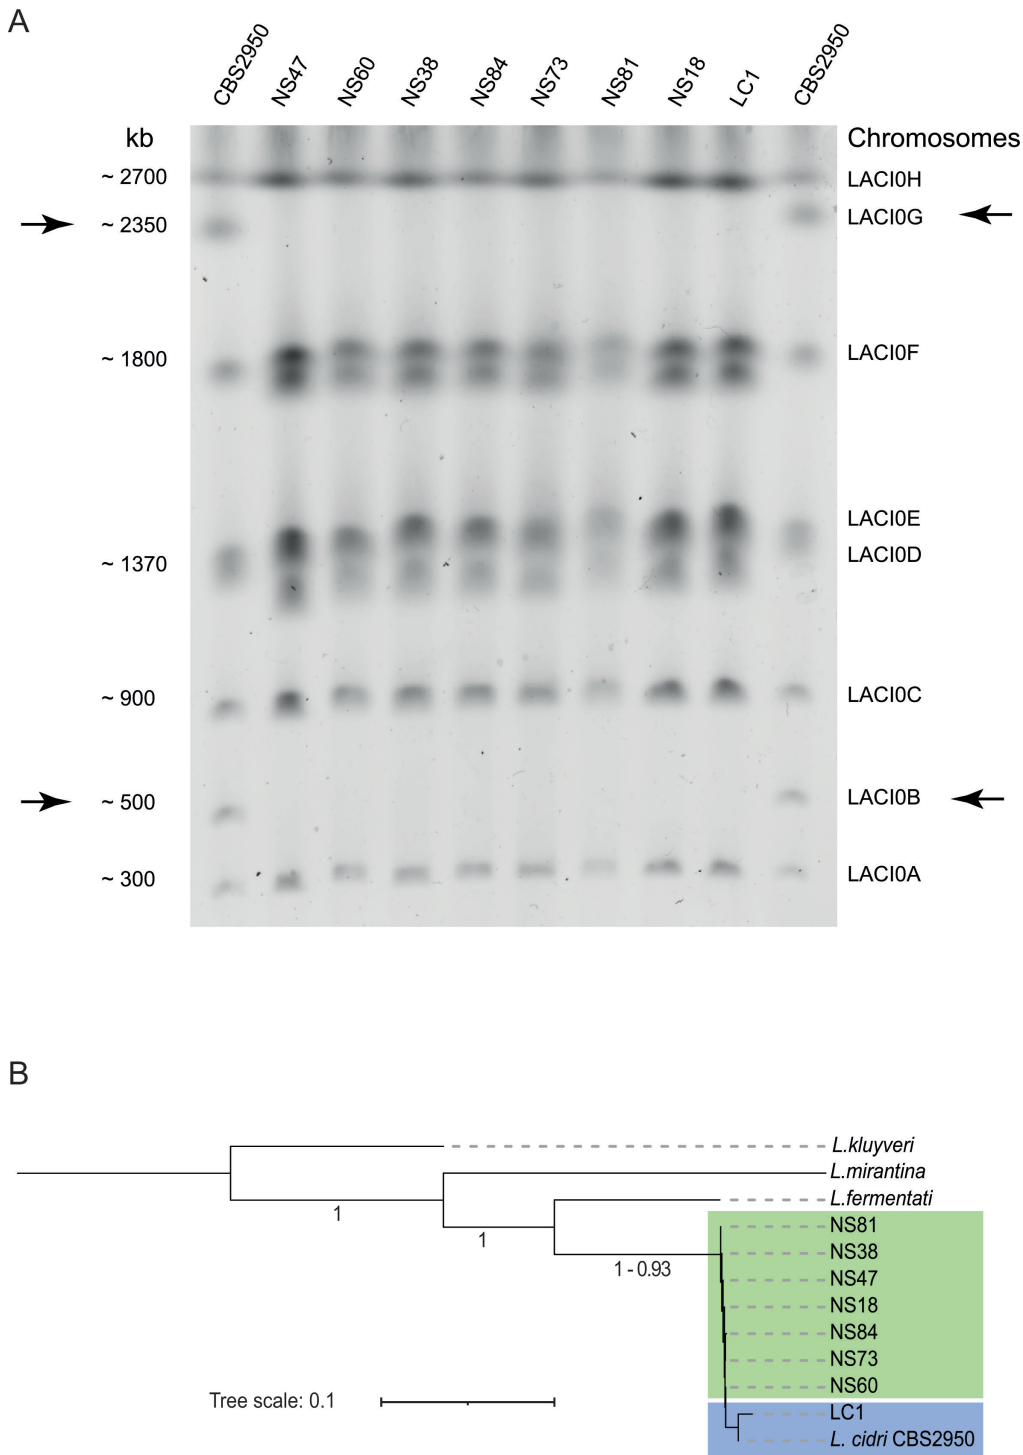 A
CBS2950 NS47 NS60 NS38 NS84 NS73 NS81 NS18 LC1 CBS2950
kb Chromosomes
~ 2700 LACI0H
~ 2350 LACI0G
~ 1800 LACI0F
LACI0E
~ 1370 LACI0D
~ 900 LACI0C
~ 500 LACI0B
~ 300 LACI0A
B
L.kluyveri
L.mirantina
1
L.fermentati
1
NS81
NS38
1 - 0.93
NS47
NS18
NS84
NS73
NS60
Tree scale: 0.1
LC1
L. cidri CBS2950